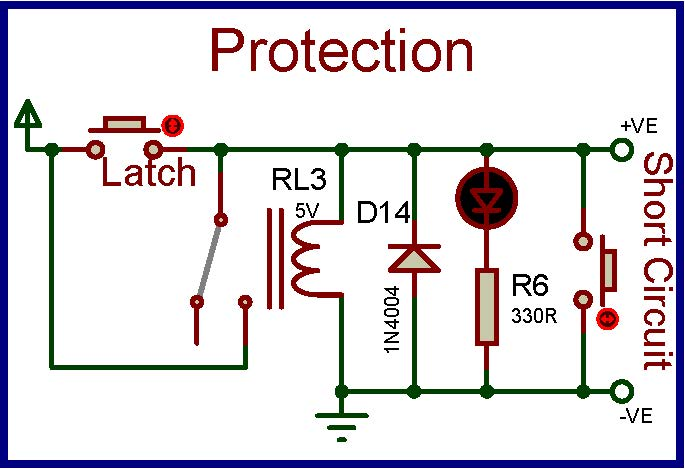 Protection
+VE
Latch
RL3
5V
D14
1N4004
R6
330R
Short Circuit
-VE